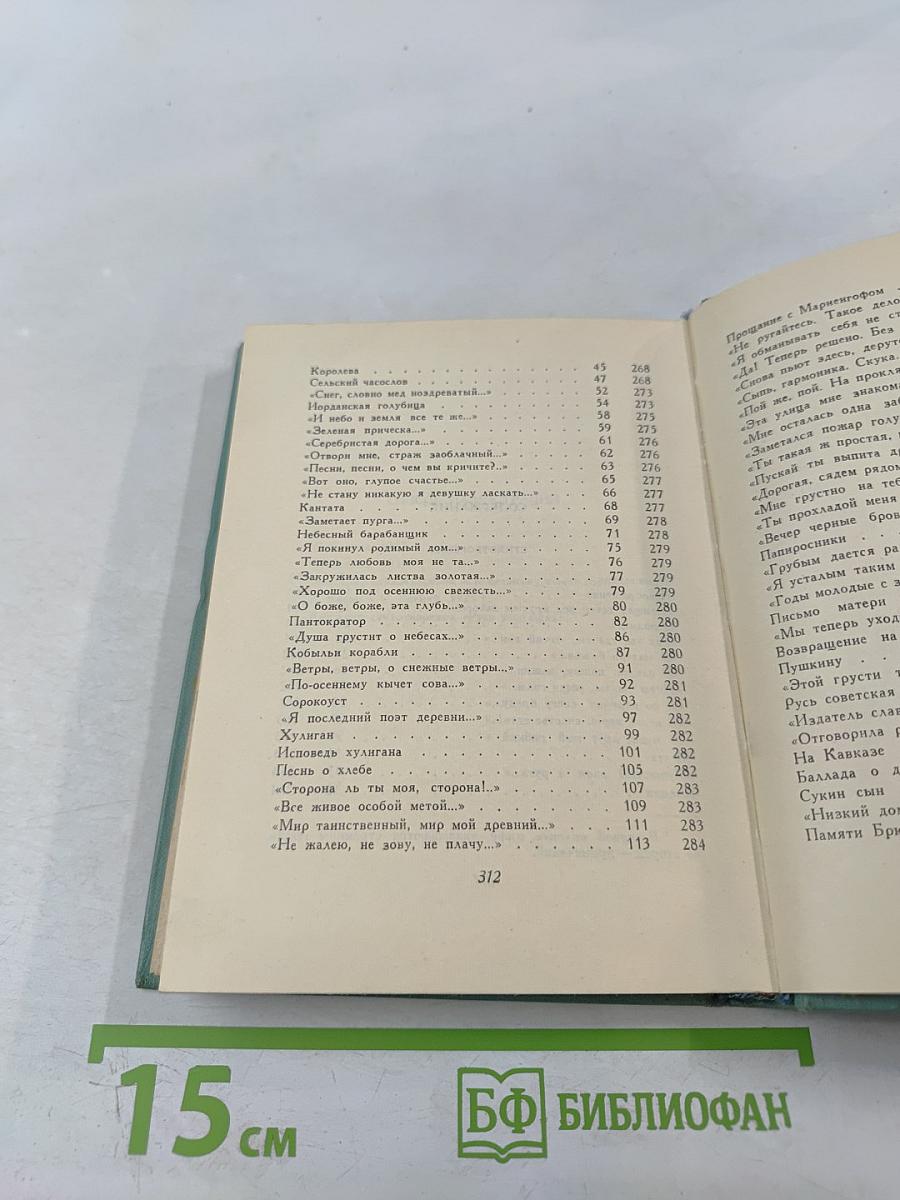 Королева . . . . . . . . . . . . . . . 45 268
Сельский часослов . . . . . . . . . . . . 47 268
«Снег, словно мед ноздреватый...» . . . . . . 52 273
Иорданская голубица . . . . . . . . . . 54 273
«И небо и земля все те же...» . . . . . . . 58 275
«Зеленая прическа...» . . . . . . . . . . 59 275
«Серебристая дорога...» . . . . . . . . . 61 276
«Отвори мне, страж заоблачный...» . . . . . 62 276
«Песни, песни, о чем вы кричите?..» . . . . . 63 276
«Вот оно, глупое счастье...» . . . . . . . . 65 277
«Не стану никакую я девушку ласкать...» . . . 66 277
Кантата . . . . . . . . . . . . . . . 68 277
«Заметает пурга...» . . . . . . . . . . . 69 278
Небесный барабанщик . . . . . . . . . . 71 278
«Я покинул родимый дом...» . . . . . . . . 75 279
«Теперь любовь моя не та...» . . . . . . . 76 279
«Закружилась листва золотая...» . . . . . . 77 279
«Хорошо под осеннюю свежесть...» . . . . . 79 279
«О боже, боже, эта глубь...» . . . . . . . . 80 280
Пантократор . . . . . . . . . . . . . 82 280
«Душа грустит о небесах...» . . . . . . . . 86 280
Кобыльи корабли . . . . . . . . . . . . 87 280
«Ветры, ветры, о снежные ветры...» . . . . . 91 280
«По-осеннему кычет сова...» . . . . . . . . 92 281
Сорокоуст . . . . . . . . . . . . . . 93 281
«Я последний поэт деревни...» . . . . . . . 97 282
Хулиган . . . . . . . . . . . . . . . 99 282
Исповедь хулигана . . . . . . . . . . . 101 282
Песнь о хлебе . . . . . . . . . . . . . 105 282
«Сторона ль ты моя, сторона!..» . . . . . . 107 283
«Все живое особой метой...» . . . . . . . . 109 283
«Мир таинственный, мир мой древний...» . . . 111 283
«Не жалею, не зову, не плачу...» . . . . . . 113 284
312
Прощание с Мариенгофом
«Не ругайтесь. Такое дело
«Я обманывать себя не ст
«Да! Теперь решено. Без
«Снова пьют здесь, дерутс
«Сыпь, гармоника. Скука.
«Пой же, пой. На прокля
«Эта улица мне знакома
«Мне осталась одна заб
«Заметался пожар голу
«Ты такая ж простая,
«Пускай ты выпита др
«Дорогая, сядем рядом
«Мне грустно на теб
«Ты прохладой меня
«Вечер черные бров
Папиросники . . .
«Грубым дается ра
«Я усталым таким
«Годы молодые с з
Письмо матери
«Мы теперь уход
Возвращение на
Пушкину . .
«Этой грусти т
Русь советская
«Издатель слав
«Отговорила р
На Кавказе
Баллада о д
Сукин сын
«Низкий дом
Памяти Брю
15 см
БФ БИБЛИОФАН